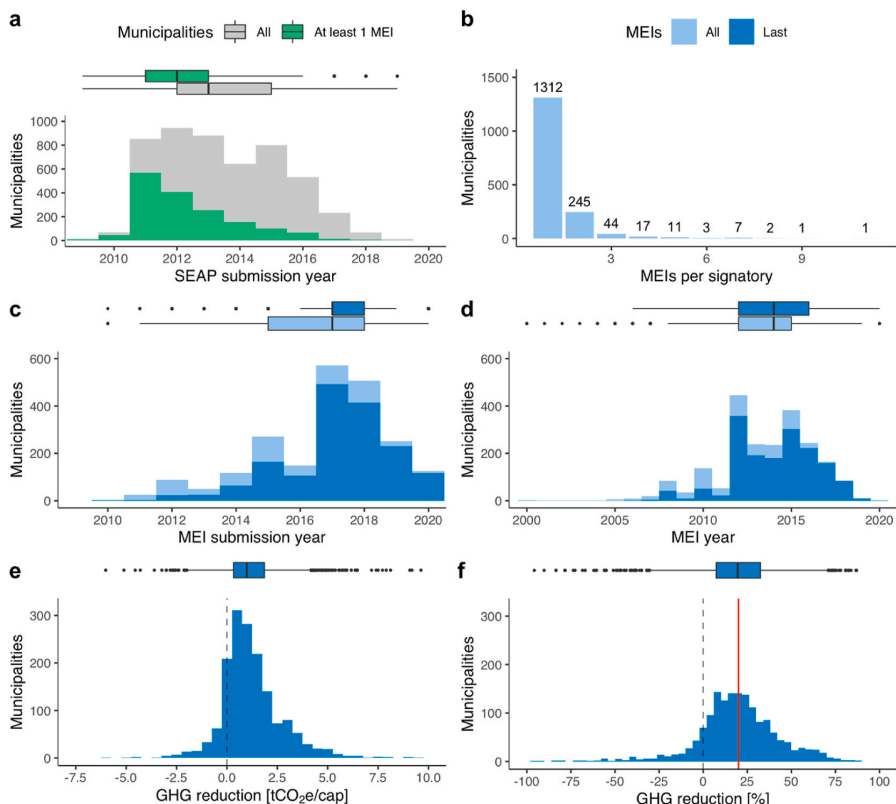 a
Municipalities All At least 1 MEI
1000
800
600
400
200
0
Municipalities
2010 2012 2014 2016 2018 2020
SEAP submission year
b
MEIs All Last
1500
1000
500
0
Municipalities
1312
245
44 17 11 3 7 2 1
3 6 9
MEIs per signatory
c
600
400
200
0
Municipalities
2010 2012 2014 2016 2018 2020
MEI submission year
d
600
400
200
0
Municipalities
2000 2005 2010 2015 2020
MEI year
e
300
200
100
0
Municipalities
-7.5 -5.0 -2.5 0.0 2.5 5.0 7.5 10.0
GHG reduction [tCO₂e/cap]
f
300
200
100
0
Municipalities
-100 -75 -50 -25 0 25 50 75 100
GHG reduction [%]